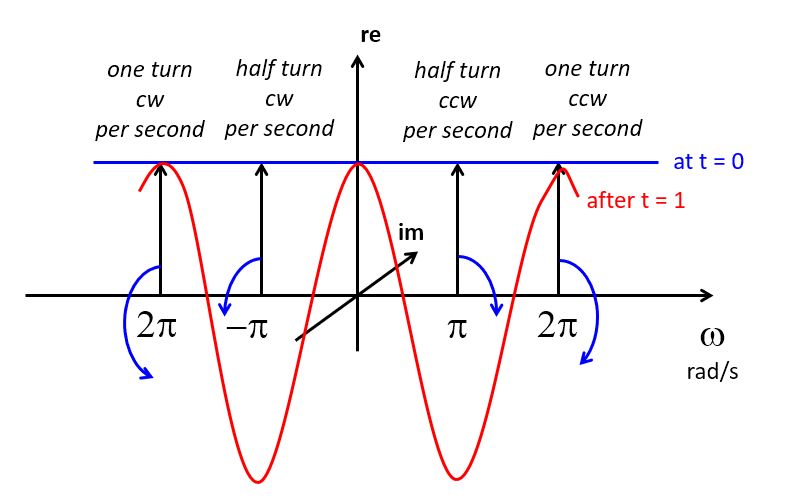 re
one turn
cw
per second
half turn
cw
per second
half turn
ccw
per second
one turn
ccw
per second
at t = 0
after t = 1
im
2π
−π
π
2π
ω
rad/s